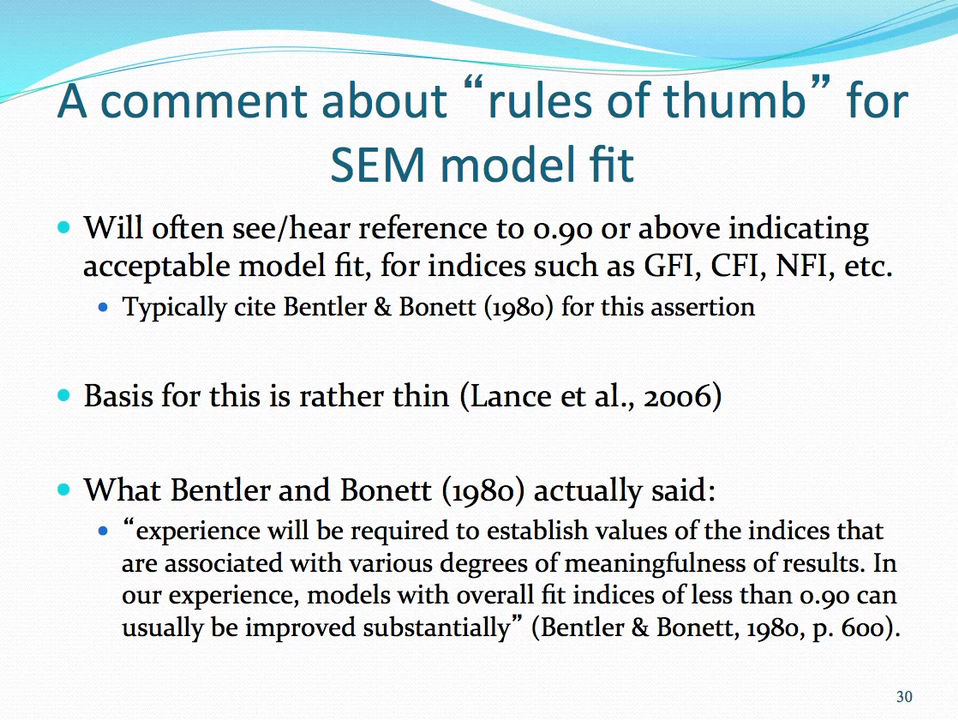 A comment about “rules of thumb” for
SEM model fit
• Will often see/hear reference to 0.90 or above indicating
acceptable model fit, for indices such as GFI, CFI, NFI, etc.
• Typically cite Bentler & Bonett (1980) for this assertion
• Basis for this is rather thin (Lance et al., 2006)
• What Bentler and Bonett (1980) actually said:
• “experience will be required to establish values of the indices that
are associated with various degrees of meaningfulness of results. In
our experience, models with overall fit indices of less than 0.90 can
usually be improved substantially” (Bentler & Bonett, 1980, p. 600).
30